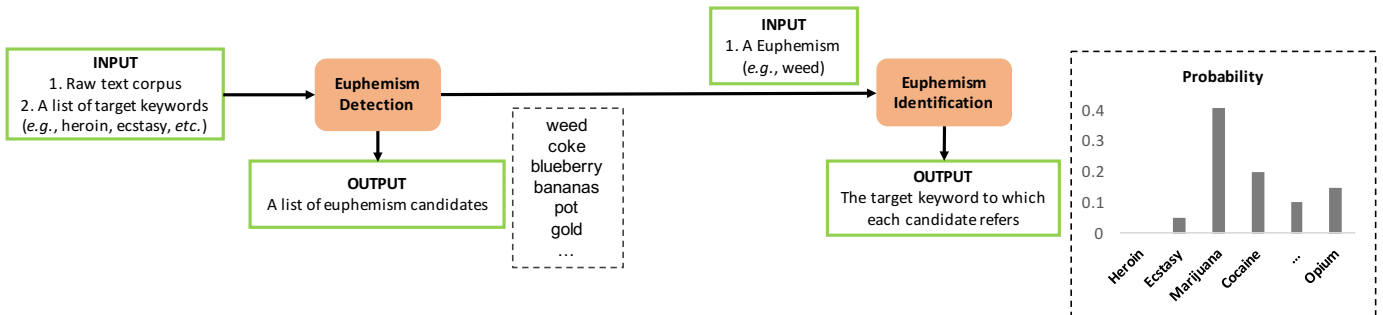 INPUT
1. Raw text corpus
2. A list of target keywords
(e.g., heroin, ecstasy, etc.)
Euphemism
Detection
OUTPUT
A list of euphemism candidates
weed
coke
blueberry
bananas
pot
gold
...
INPUT
1. A Euphemism
(e.g., weed)
Euphemism
Identification
OUTPUT
The target keyword to which
each candidate refers
Probability
0.4
0.3
0.2
0.1
0
Heroin
Ecstasy
Marijuana
Cocaine
...
Opium